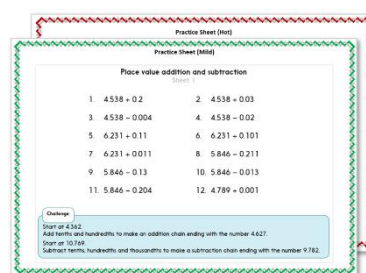 Practice Sheet (Hot)
Practice Sheet (Mild)
Place value addition and subtraction
Sheet 1
1. 4.538 + 0.2 2. 4.538 + 0.03
3. 4.538 – 0.004 4. 4.538 – 0.02
5. 6.231 + 0.11 6. 6.231 + 0.101
7. 6.231 + 0.011 8. 5.846 – 0.211
9. 5.846 – 0.13 10. 5.846 – 0.013
11. 5.846 – 0.204 12. 4.789 + 0.001
Challenge
Start at 4.362.
Add tenths and hundredths to make an addition chain ending with the number 4.627.
Start at 10.769.
Subtract tenths, hundredths and thousandths to make a subtraction chain ending with the number 9.782.